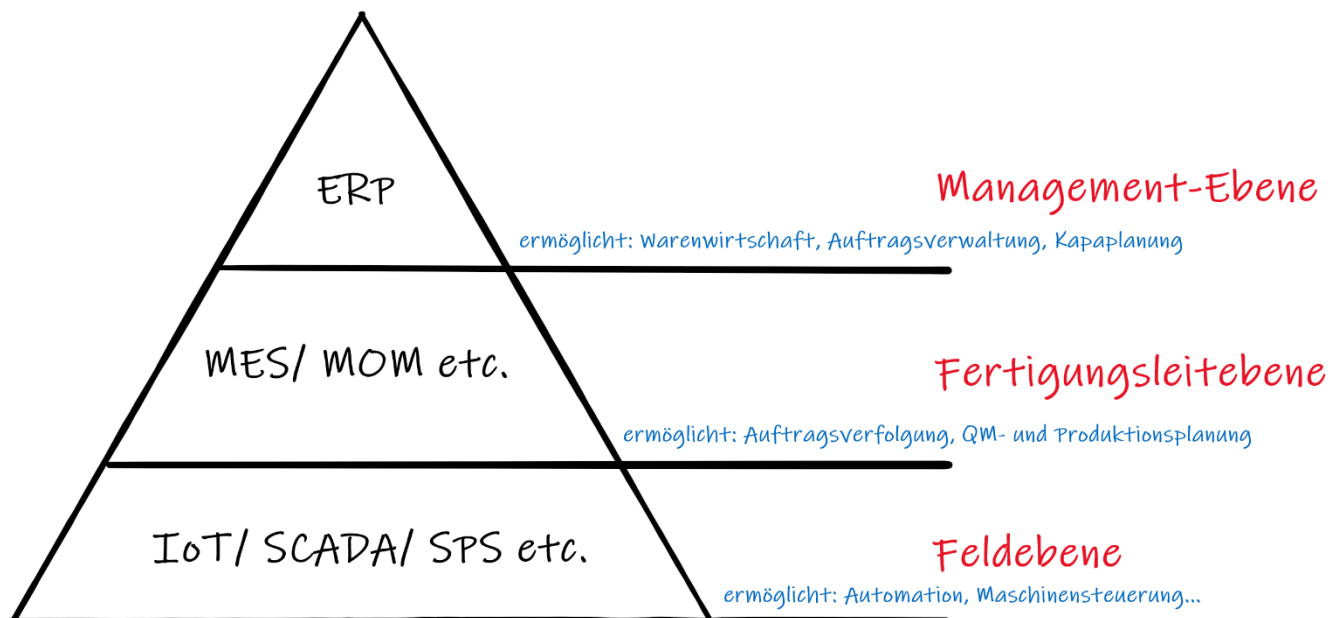 ERP
Management-Ebene
ermöglicht: Warenwirtschaft, Auftragsverwaltung, Kapaplanung
MES/ MOM etc.
Fertigungsleitebene
ermöglicht: Auftragsverfolgung, QM- und Produktionsplanung
IoT/ SCADA/ SPS etc.
Feldebene
ermöglicht: Automation, Maschinensteuerung...